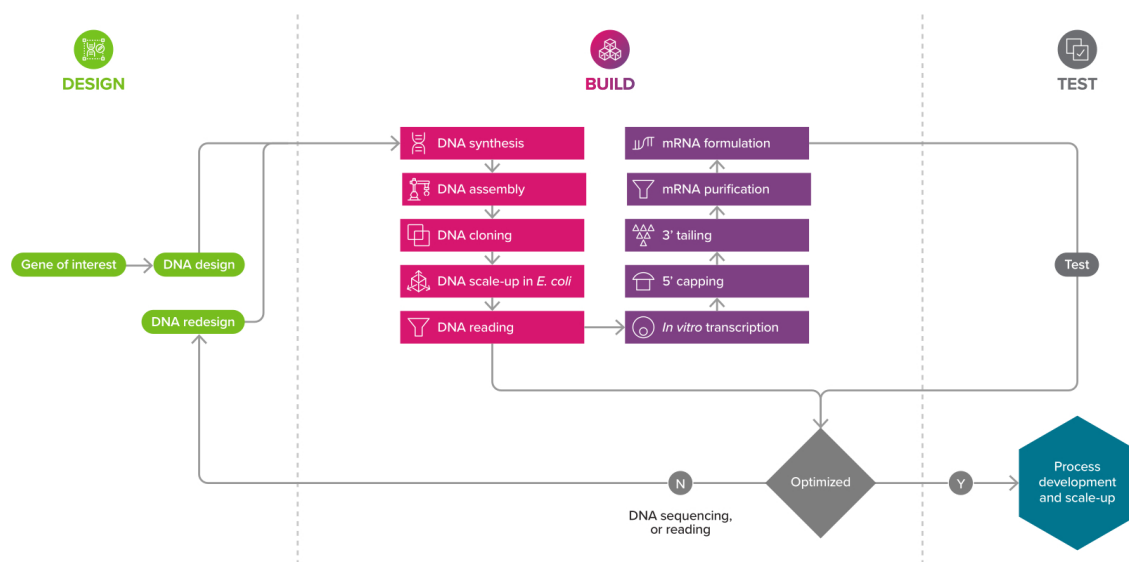 DESIGN
BUILD
TEST
DNA synthesis
DNA assembly
DNA cloning
DNA scale-up in E. coli
DNA reading
mRNA formulation
mRNA purification
3’ tailing
5’ capping
In vitro transcription
Gene of interest
DNA design
DNA redesign
Test
Optimized
N
Y
DNA sequencing,
or reading
Process
development
and scale-up